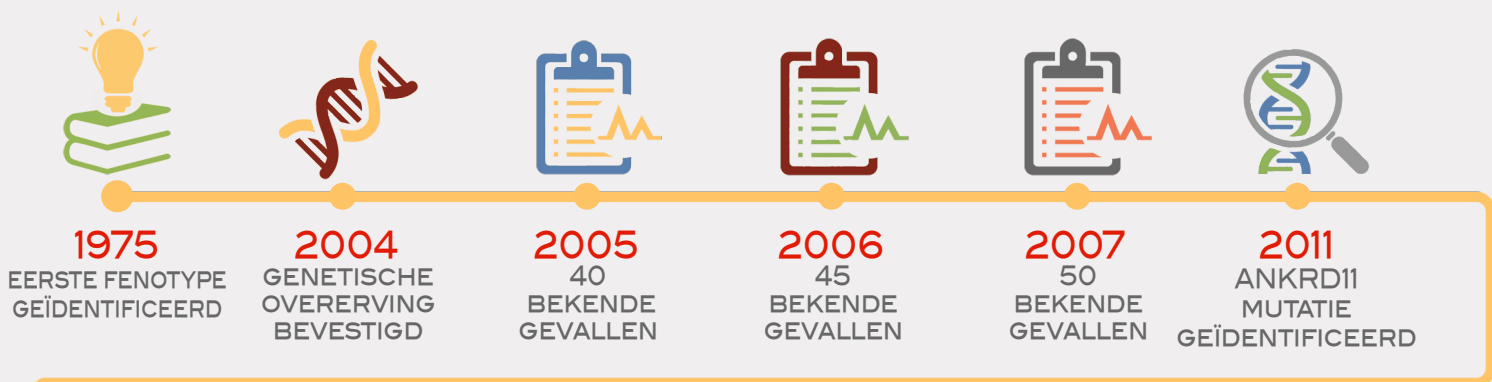 1975
EERSTE FENOTYPE
GEÏDENTIFICEERD
2004
GENETISCHE
OVERERVING
BEVESTIGD
2005
40
BEKENDE
GEVALLEN
2006
45
BEKENDE
GEVALLEN
2007
50
BEKENDE
GEVALLEN
2011
ANKRD11
MUTATIE
GEÏDENTIFICEERD